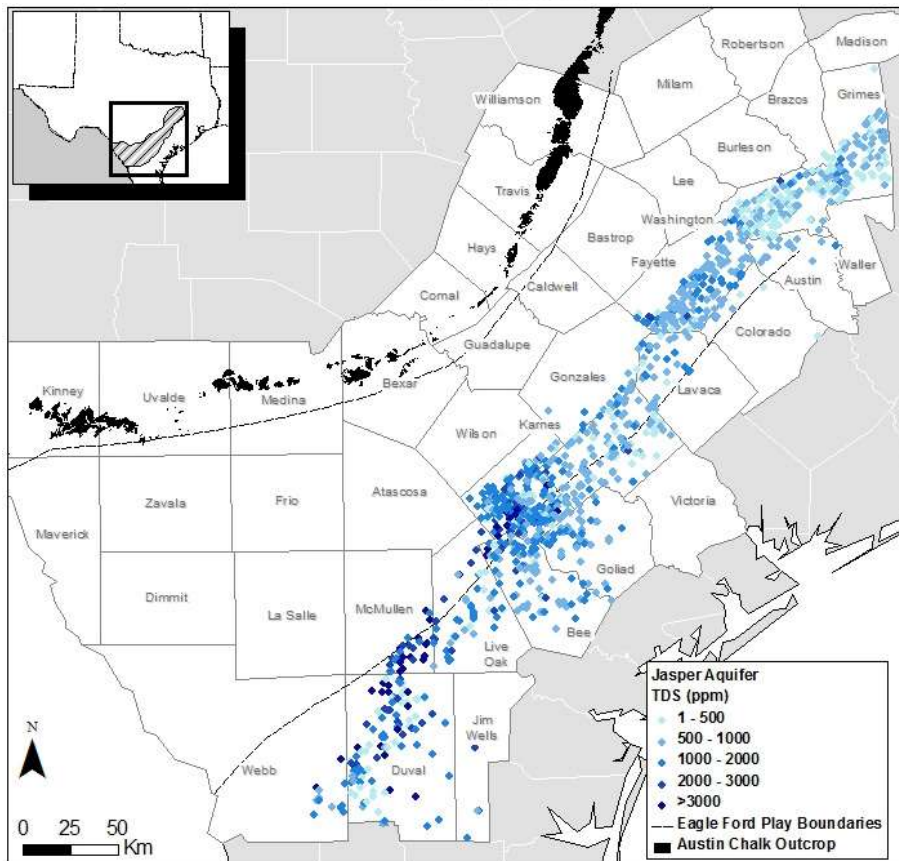 Robertson
Madison
Milam
Williamson
Brazos
Grimes
Burleson
Travis
Lee
Washington
Hays
Bastrop
Fayette
Waller
Austin
Comal
Caldwell
Colorado
Guadalupe
Kinney
Uvalde
Medina
Bexar
Gonzales
Lavaca
Wilson
Karnes
Atascosa
Zavala
Frio
Victoria
Maverick
Goliad
Dimmit
La Salle
McMullen
Bee
Live
Oak
Jim
Wells
Webb
Duval
N
0 25 50
Km
Jasper Aquifer
TDS (ppm)
1 - 500
500 - 1000
1000 - 2000
2000 - 3000
>3000
Eagle Ford Play Boundaries
Austin Chalk Outcrop